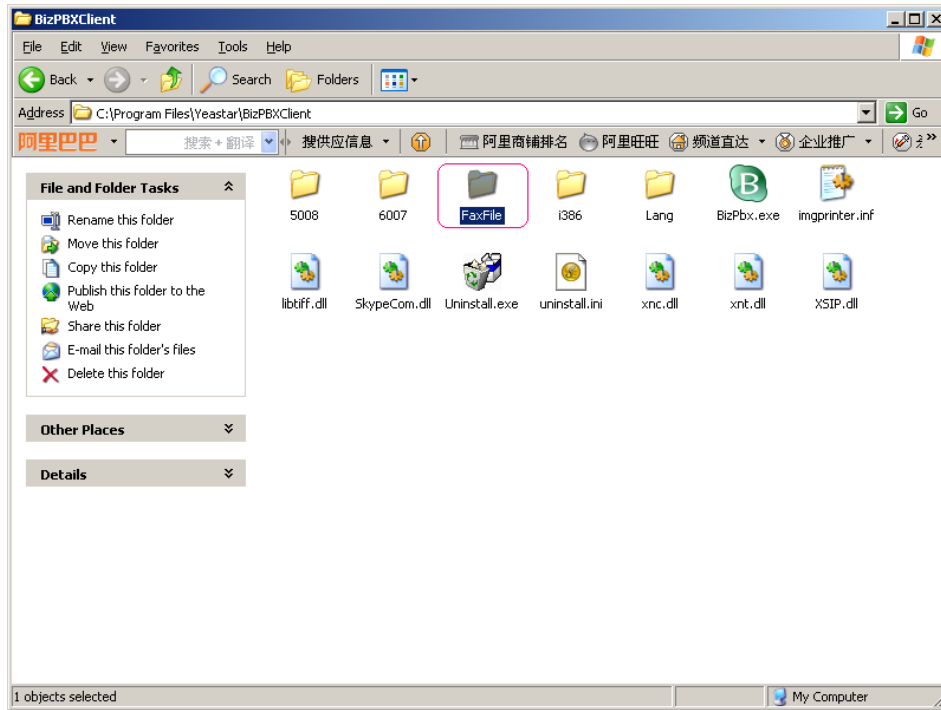 BizPBXClient
File Edit View Favorites Tools Help
Back Search Folders
Address C:\Program Files\Yeastar\BizPBXClient Go
阿里巴巴 搜索+翻译 搜供应信息 阿里商铺排名 阿里旺旺 频道直达 企业推广
File and Folder Tasks
Rename this folder
Move this folder
Copy this folder
Publish this folder to the
Web
Share this folder
E-mail this folder's files
Delete this folder
Other Places
Details
5008 6007 FaxFile i386 Lang BizPbx.exe imgprinter.inf
libtiff.dll SkypeCom.dll Uninstall.exe uninstall.ini xnc.dll xnt.dll XSIP.dll
1 objects selected My Computer